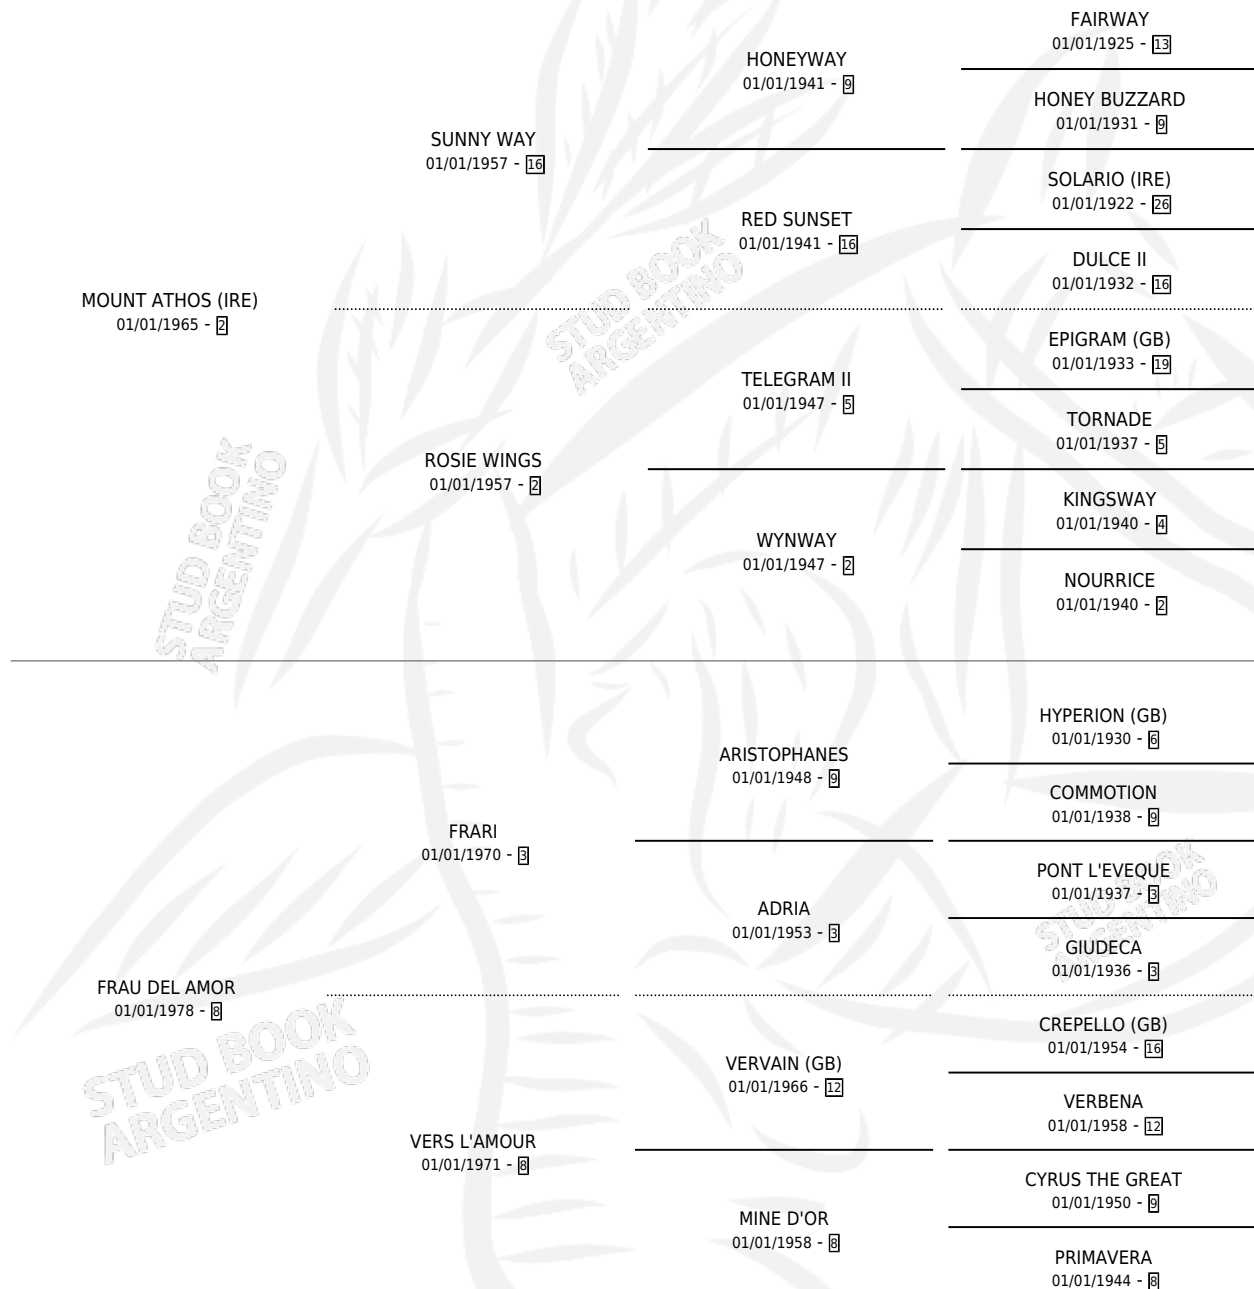 FAIRWAY
01/01/1925 - 13
HONEYWAY
01/01/1941 - 9
HONEY BUZZARD
01/01/1931 - 9
SUNNY WAY
01/01/1957 - 16
SOLARIO (IRE)
01/01/1922 - 26
RED SUNSET
01/01/1941 - 16
DULCE II
01/01/1932 - 16
MOUNT ATHOS (IRE)
01/01/1965 - 2
EPIGRAM (GB)
01/01/1933 - 19
TELEGRAM II
01/01/1947 - 5
TORNADE
01/01/1937 - 5
ROSIE WINGS
01/01/1957 - 2
KINGSWAY
01/01/1940 - 4
WYNWAY
01/01/1947 - 2
NOURRICE
01/01/1940 - 2
HYPERION (GB)
01/01/1930 - 6
ARISTOPHANES
01/01/1948 - 9
COMMOTION
01/01/1938 - 9
FRARI
01/01/1970 - 3
PONT L'EVEQUE
01/01/1937 - 3
ADRIA
01/01/1953 - 3
GIUDECA
01/01/1936 - 3
FRAU DEL AMOR
01/01/1978 - 8
CREPELLO (GB)
01/01/1954 - 16
VERVAIN (GB)
01/01/1966 - 12
VERBENA
01/01/1958 - 12
VERS L'AMOUR
01/01/1971 - 8
CYRUS THE GREAT
01/01/1950 - 9
MINE D'OR
01/01/1958 - 8
PRIMAVERA
01/01/1944 - 8
STUD BOOK
ARGENTINO
STUD BOOK
ARGENTINO
STUD BOOK
ARGENTINO
STUD BOOK
ARGENTINO